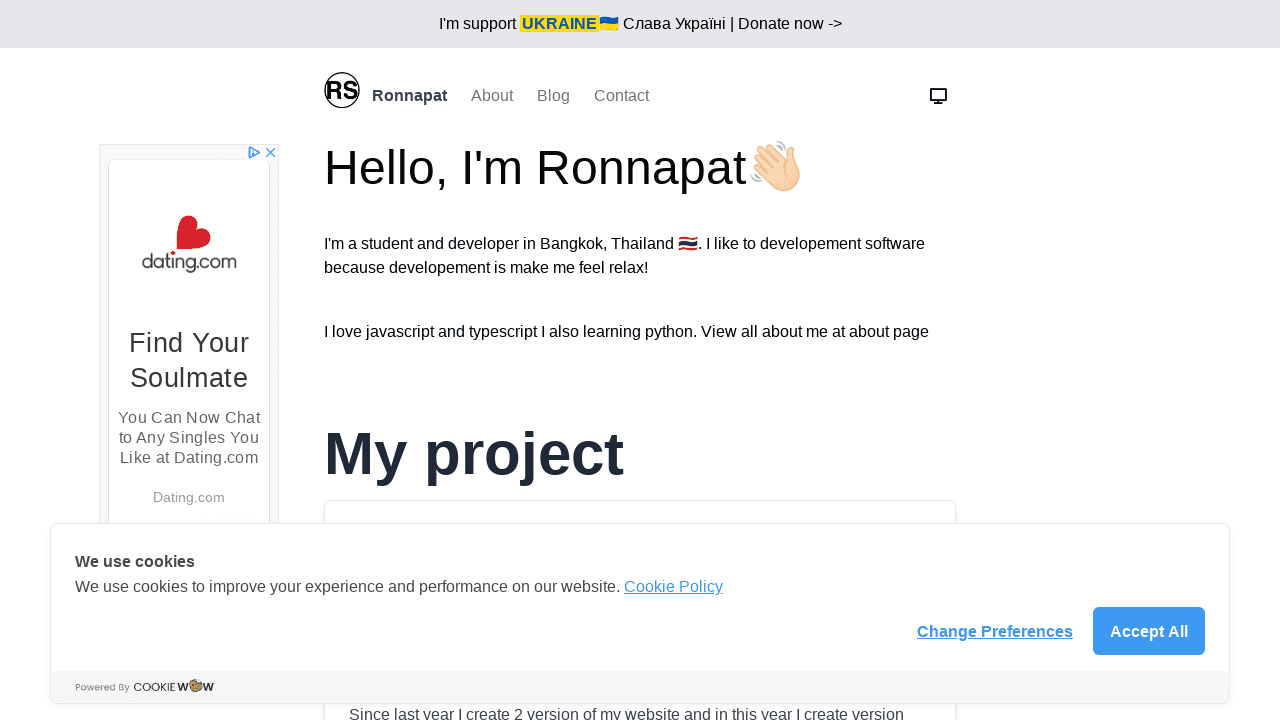 I'm support UKRAINE🇺🇦 Слава Україні | Donate now ->
RS Ronnapat About Blog Contact
Hello, I'm Ronnapat👋🏻
I'm a student and developer in Bangkok, Thailand 🇹🇭. I like to developement software
because developement is make me feel relax!
I love javascript and typescript I also learning python. View all about me at about page
dating.com
Find Your
Soulmate
You Can Now Chat
to Any Singles You
Like at Dating.com
Dating.com
My project
We use cookies
We use cookies to improve your experience and performance on our website. Cookie Policy
Change Preferences Accept All
Powered By COOKIE WOW
Since last year I create 2 version of my website and in this year I create version